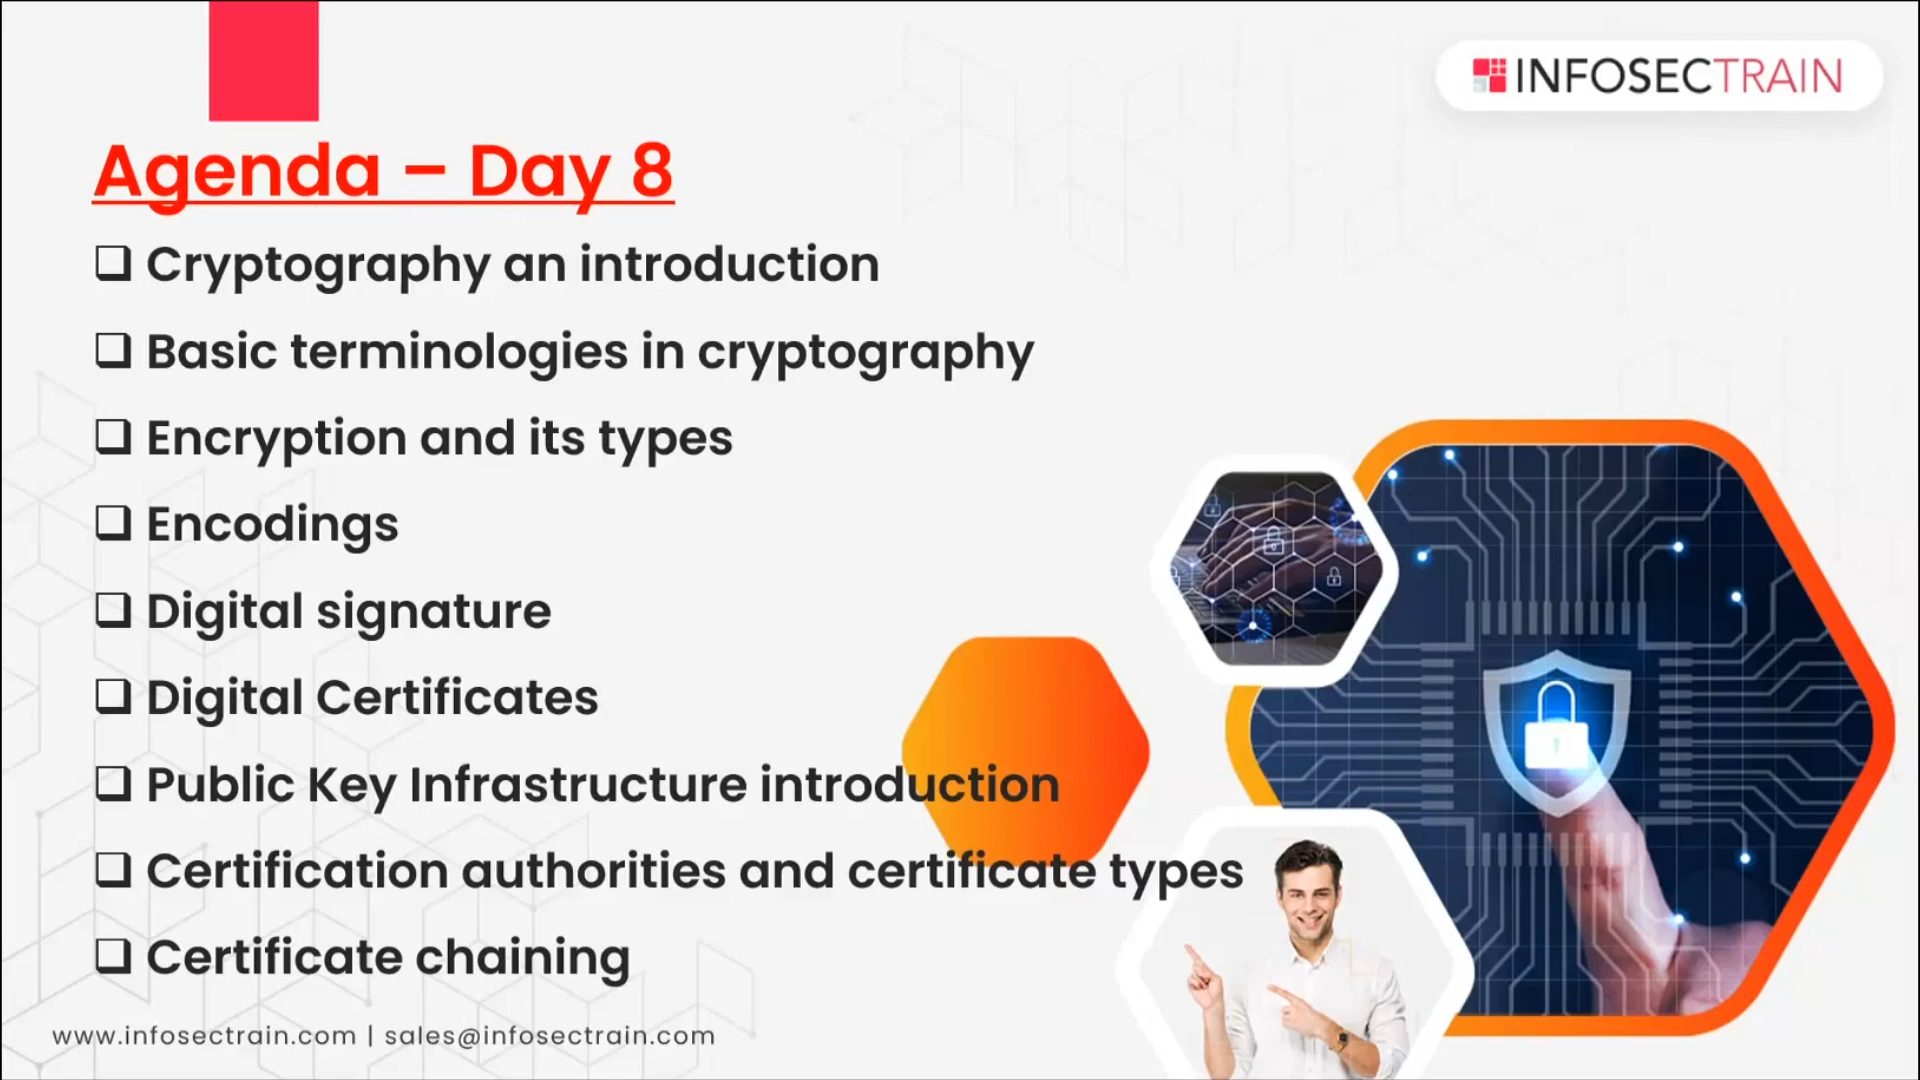 INFOSECTRAIN
Agenda – Day 8
❑ Cryptography an introduction
❑ Basic terminologies in cryptography
❑ Encryption and its types
❑ Encodings
❑ Digital signature
❑ Digital Certificates
❑ Public Key Infrastructure introduction
❑ Certification authorities and certificate types
❑ Certificate chaining
www.infosectrain.com | sales@infosectrain.com